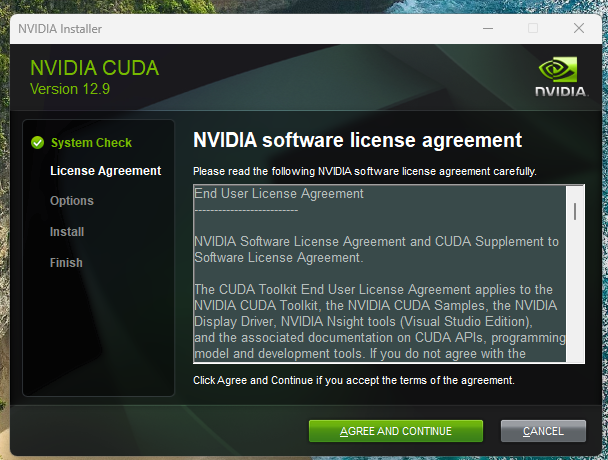 NVIDIA Installer
NVIDIA CUDA
Version 12.9
NVIDIA.
System Check
License Agreement
Options
Install
Finish
NVIDIA software license agreement
Please read the following NVIDIA software license agreement carefully.
End User License Agreement
--------------------------
NVIDIA Software License Agreement and CUDA Supplement to
Software License Agreement.
The CUDA Toolkit End User License Agreement applies to the
NVIDIA CUDA Toolkit, the NVIDIA CUDA Samples, the NVIDIA
Display Driver, NVIDIA Nsight tools (Visual Studio Edition),
and the associated documentation on CUDA APIs, programming
model and development tools. If you do not agree with the
Click Agree and Continue if you accept the terms of the agreement.
AGREE AND CONTINUE
CANCEL